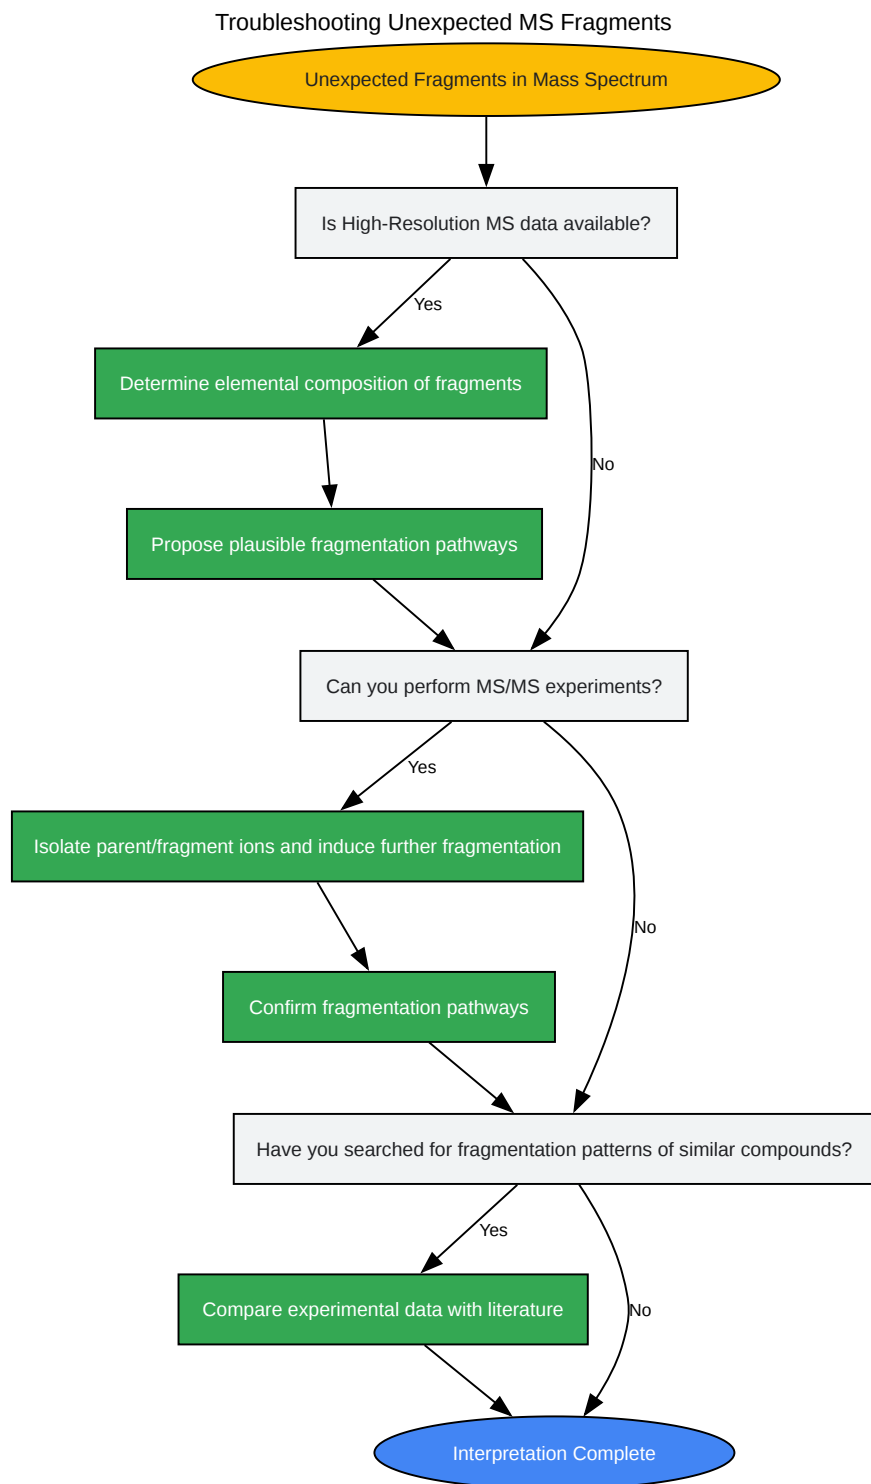 Troubleshooting Unexpected MS Fragments
Unexpected Fragments in Mass Spectrum
Is High-Resolution MS data available?
Yes
Determine elemental composition of fragments
No
Propose plausible fragmentation pathways
Can you perform MS/MS experiments?
Yes
Isolate parent/fragment ions and induce further fragmentation
No
Confirm fragmentation pathways
Have you searched for fragmentation patterns of similar compounds?
Yes
Compare experimental data with literature
No
Interpretation Complete